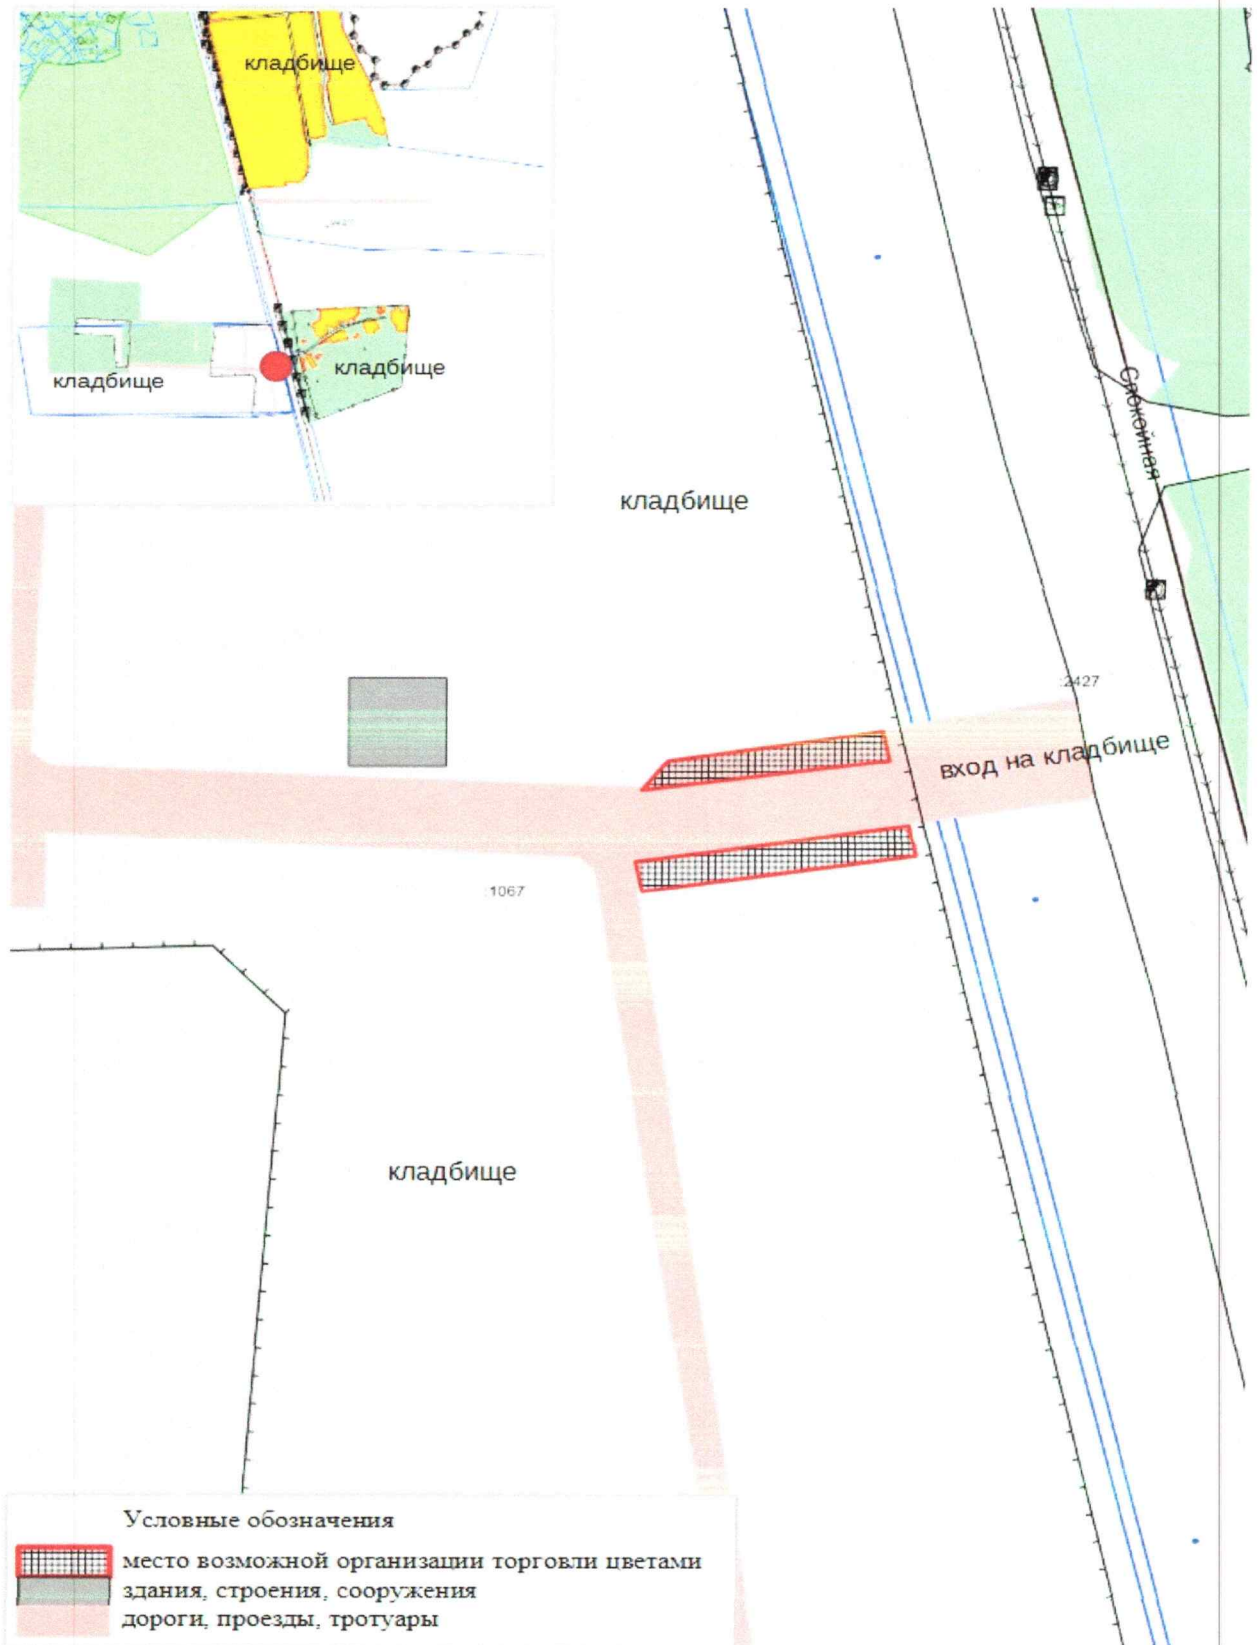 кладбище
кладбище
кладбище
кладбище
Спокойная
:2427
вход на кладбище
:1067
кладбище
Условные обозначения
место возможной организации торговли цветами
здания, строения, сооружения
дороги, проезды, тротуары